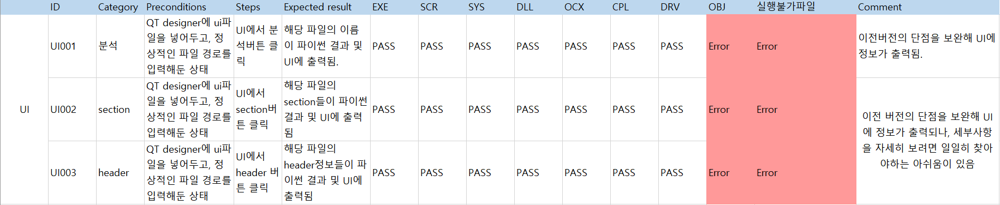 ID Category Preconditions Steps Expected result EXE SCR SYS DLL OCX CPL DRV OBJ 실행불가파일 Comment
UI
UI001
분석
QT designer에 ui파
일을 넣어두고, 정
상적인 파일 경로를
입력해둔 상태
UI에서 분
석버튼 클
릭
해당 파일의 이름
이 파이썬 결과 및
UI에 출력됨.
PASS PASS PASS PASS PASS PASS PASS Error Error
이전버전의 단점을 보완해 UI에
정보가 출력됨.
UI002
section
QT designer에 ui파
일을 넣어두고, 정
상적인 파일 경로를
입력해둔 상태
UI에서
section버
튼 클릭
해당 파일의
section들이 파이썬
결과 및 UI에 출력
됨
PASS PASS PASS PASS PASS PASS PASS Error Error
이전 버전의 단점을 보완해 UI
에 정보가 출력되나, 세부사항
을 자세히 보려면 일일히 찾아
야하는 아쉬움이 있음
UI003
header
QT designer에 ui파
일을 넣어두고, 정
상적인 파일 경로를
입력해둔 상태
UI에서
header 버
튼 클릭
해당 파일의
header정보들이 파
이썬 결과 및 UI에
출력됨
PASS PASS PASS PASS PASS PASS PASS Error Error